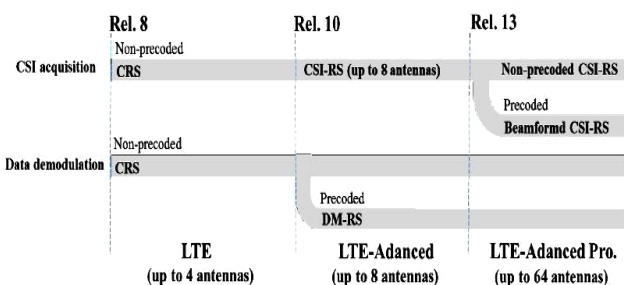 Rel. 8 Rel. 10 Rel. 13
Non-precoded
CSI acquisition CRS CSI-RS (up to 8 antennas) Non-precoded CSI-RS
Precoded
Beamformd CSI-RS
Non-precoded
Data demodulation CRS
Precoded
DM-RS
LTE LTE-Adanced LTE-Adanced Pro.
(up to 4 antennas) (up to 8 antennas) (up to 64 antennas)